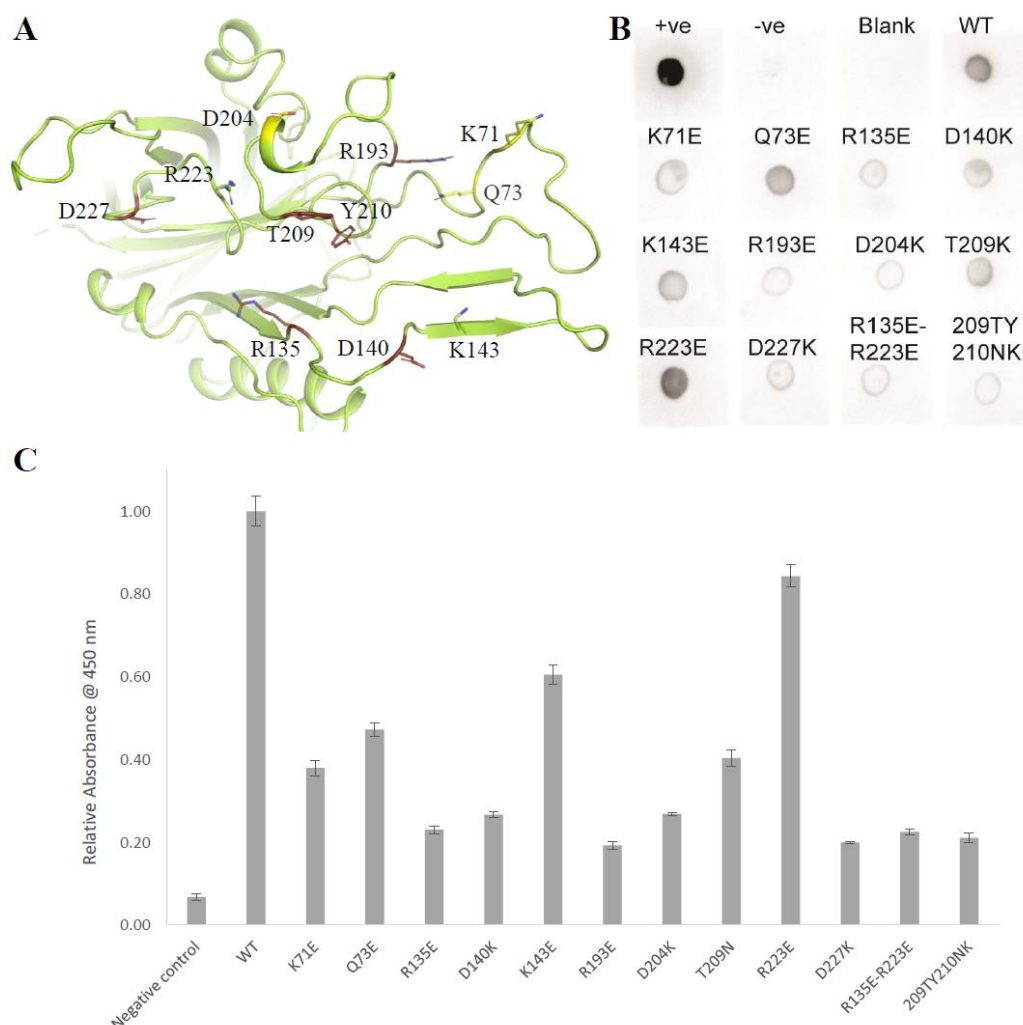 A
D204
K71
R193
R223
Q73
D227
Y210
T209
R135
D140
K143
B
+ve -ve Blank WT
K71E Q73E R135E D140K
K143E R193E D204K T209K
R223E D227K R135E- 209TY
R223E 210NK
C
Relative Absorbance @ 450 nm
1.00
0.80
0.60
0.40
0.20
0.00
Negative control
WT
K71E
Q73E
R135E
D140K
K143E
R193E
D204K
T209N
R223E
D227K
R135E-R223E
209TY210NK